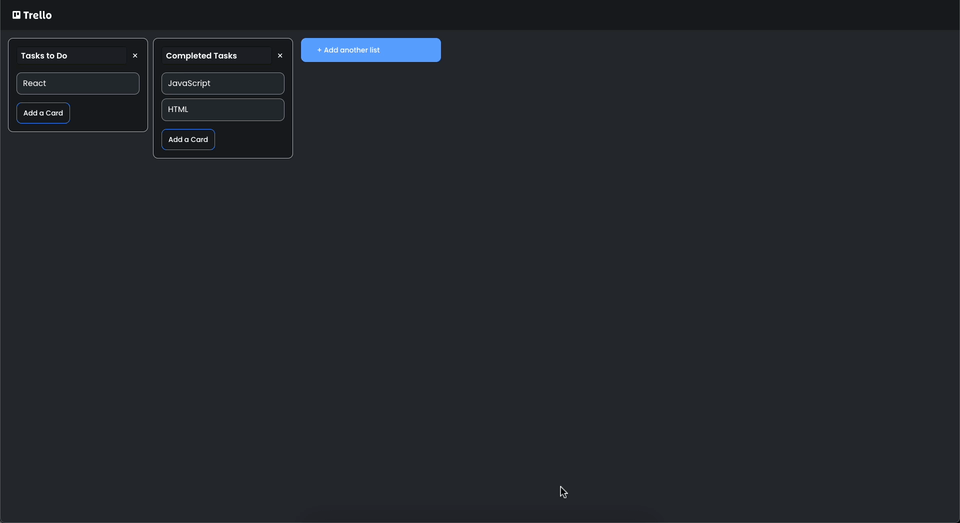 Trello
Tasks to Do
×
React
Add a Card
Completed Tasks
×
JavaScript
HTML
Add a Card
+ Add another list